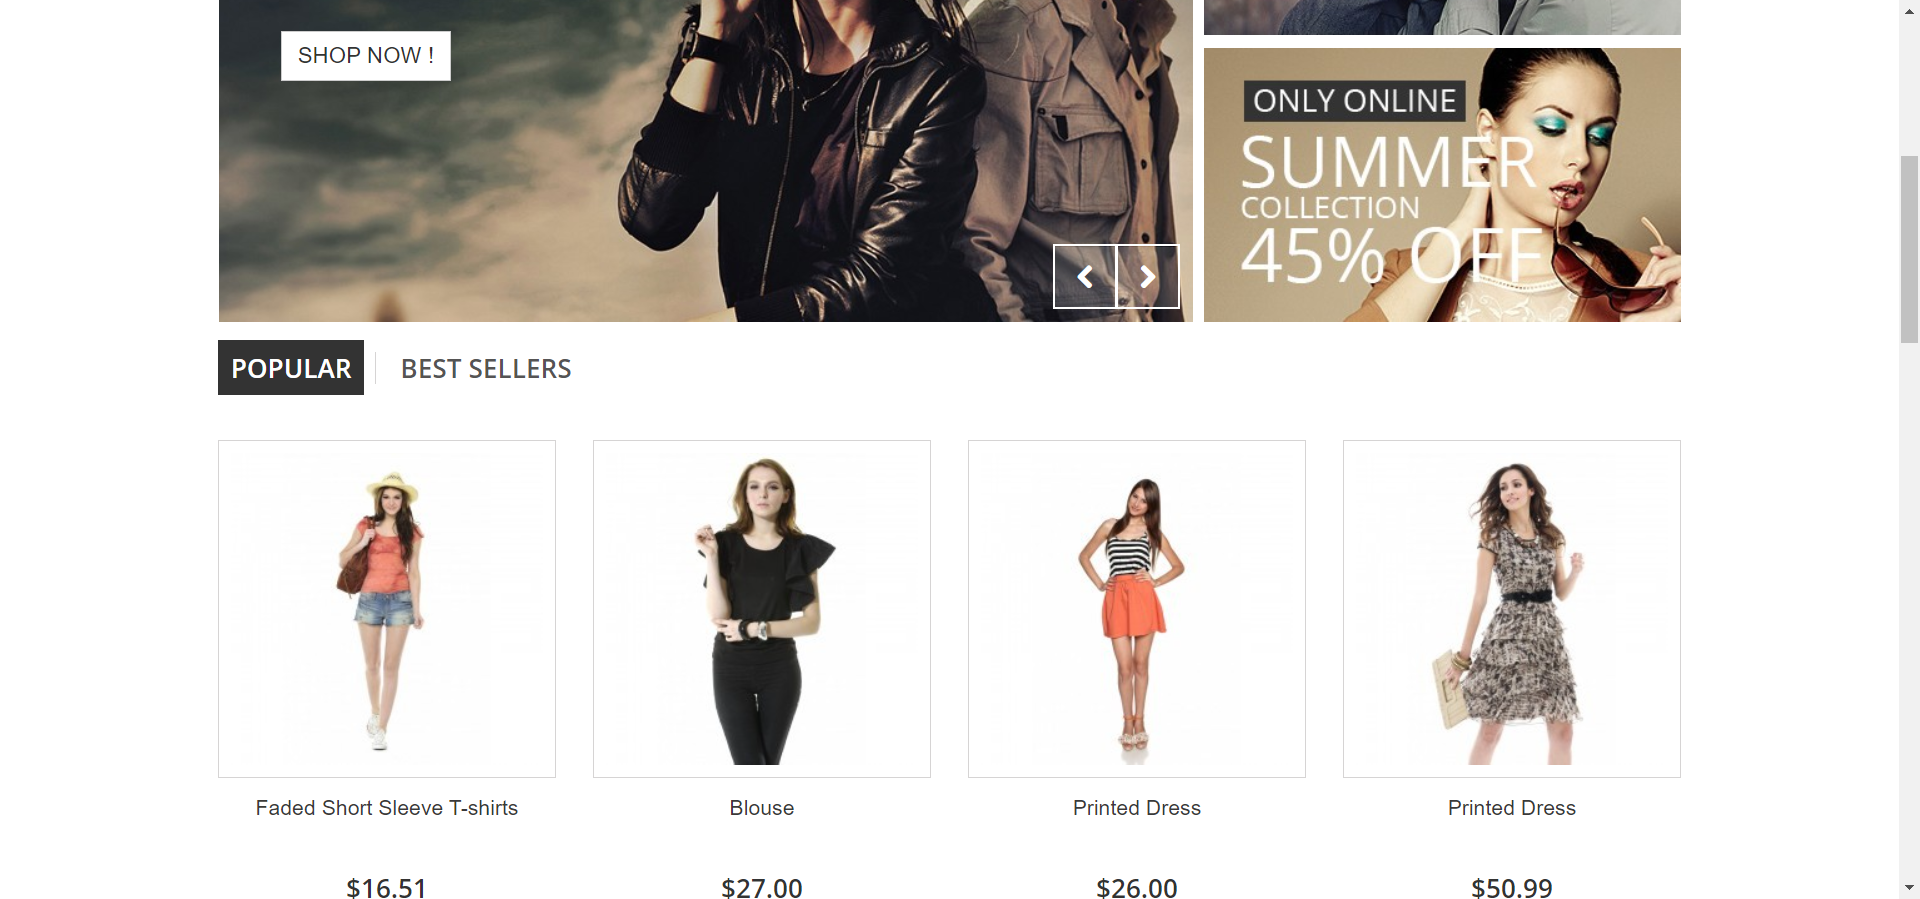 SHOP NOW !
ONLY ONLINE
SUMMER
COLLECTION
45% OFF
POPULAR
BEST SELLERS
Faded Short Sleeve T-shirts
Blouse
Printed Dress
Printed Dress
$16.51
$27.00
$26.00
$50.99